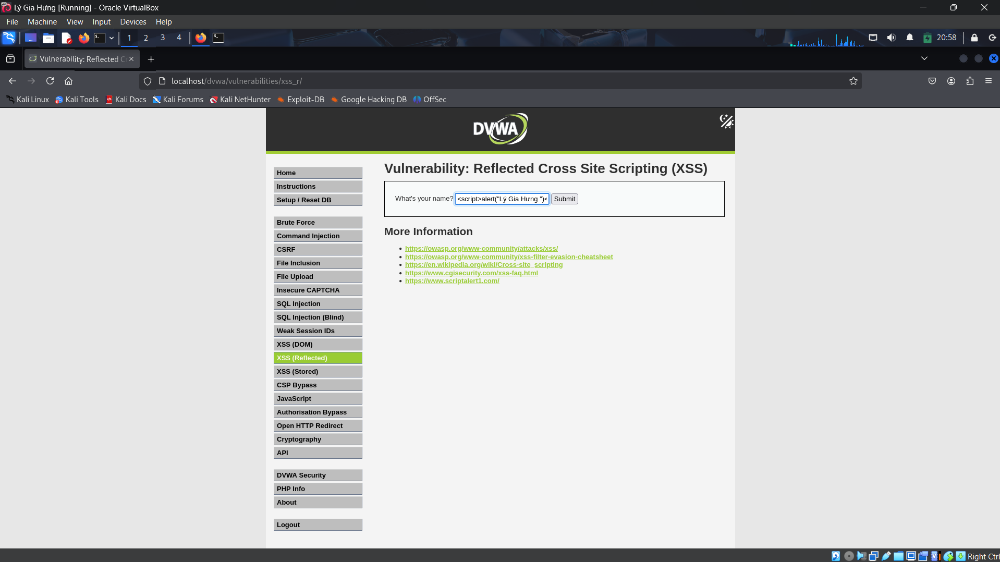 Lý Gia Hưng [Running] - Oracle VirtualBox
File Machine View Input Devices Help
1 2 3 4 20:58
Vulnerability: Reflected C
localhost/dvwa/vulnerabilities/xss_r/
Kali Linux Kali Tools Kali Docs Kali Forums Kali NetHunter Exploit-DB Google Hacking DB OffSec
DVWA
Home
Instructions
Setup / Reset DB
Brute Force
Command Injection
CSRF
File Inclusion
File Upload
Insecure CAPTCHA
SQL Injection
SQL Injection (Blind)
Weak Session IDs
XSS (DOM)
XSS (Reflected)
XSS (Stored)
CSP Bypass
JavaScript
Authorisation Bypass
Open HTTP Redirect
Cryptography
API
DVWA Security
PHP Info
About
Logout
Vulnerability: Reflected Cross Site Scripting (XSS)
What's your name? <script>alert("Lý Gia Hưng ")< Submit
More Information
https://owasp.org/www-community/attacks/xss/
https://owasp.org/www-community/xss-filter-evasion-cheatsheet
https://en.wikipedia.org/wiki/Cross-site_scripting
https://www.cgisecurity.com/xss-faq.html
https://www.scriptalert1.com/
Right Ctrl